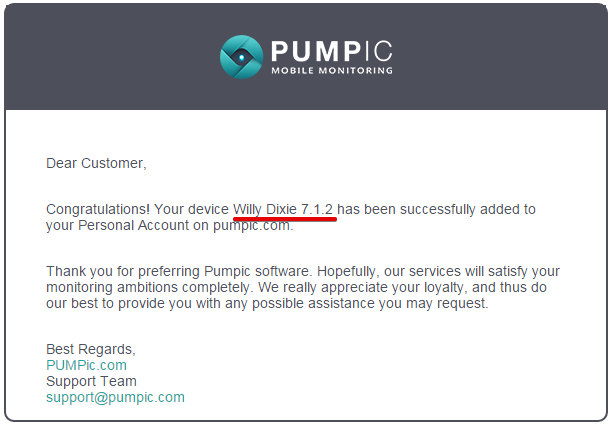 PUMPIC
MOBILE MONITORING
Dear Customer,
Congratulations! Your device Willy Dixie 7.1.2 has been successfully added to
your Personal Account on pumpic.com.
Thank you for preferring Pumpic software. Hopefully, our services will satisfy your
monitoring ambitions completely. We really appreciate your loyalty, and thus do
our best to provide you with any possible assistance you may request.
Best Regards,
PUMPic.com
Support Team
support@pumpic.com